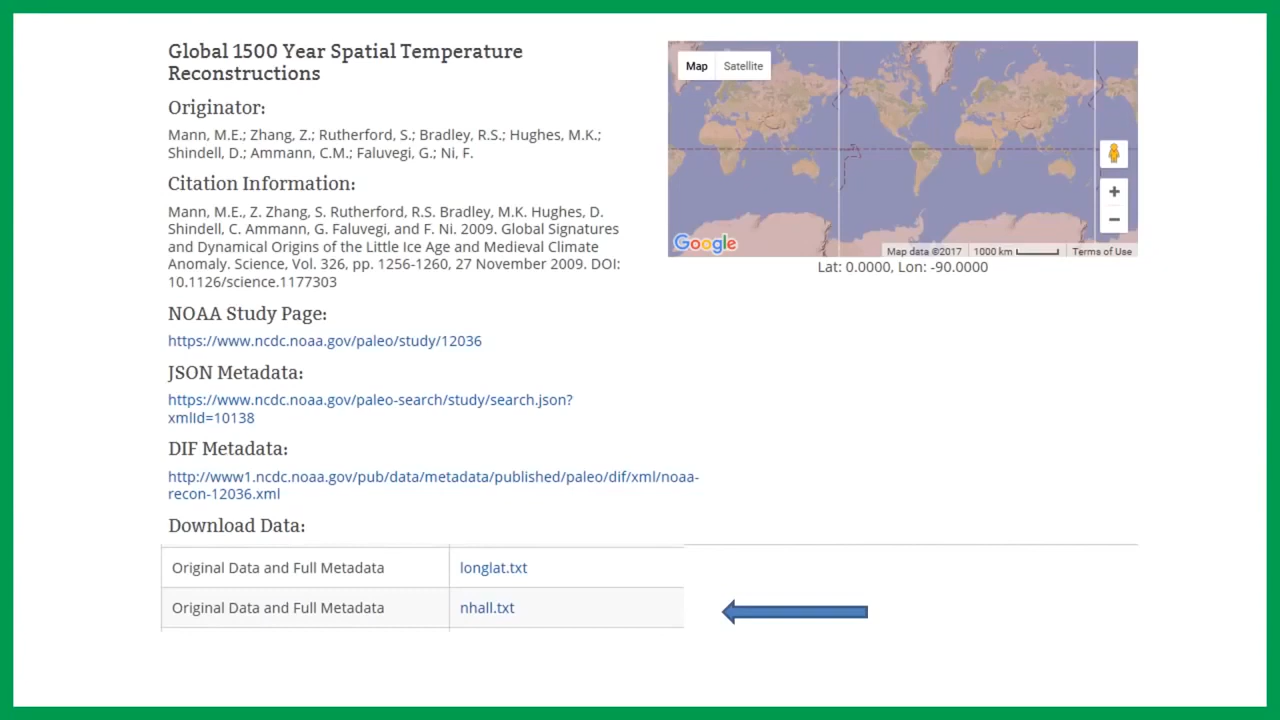 Global 1500 Year Spatial Temperature
Reconstructions
Originator:
Mann, M.E.; Zhang, Z.; Rutherford, S.; Bradley, R.S.; Hughes, M.K.;
Shindell, D.; Ammann, C.M.; Faluvegi, G.; Ni, F.
Citation Information:
Mann, M.E., Z. Zhang, S. Rutherford, R.S. Bradley, M.K. Hughes, D.
Shindell, C. Ammann, G. Faluvegi, and F. Ni. 2009. Global Signatures
and Dynamical Origins of the Little Ice Age and Medieval Climate
Anomaly. Science, Vol. 326, pp. 1256-1260, 27 November 2009. DOI:
10.1126/science.1177303
NOAA Study Page:
https://www.ncdc.noaa.gov/paleo/study/12036
JSON Metadata:
https://www.ncdc.noaa.gov/paleo-search/study/search.json?
xmlId=10138
DIF Metadata:
http://www1.ncdc.noaa.gov/pub/data/metadata/published/paleo/dif/xml/noaa-
recon-12036.xml
Download Data:
Original Data and Full Metadata longlat.txt
Original Data and Full Metadata nhall.txt
Map Satellite
+
−
Google
Map data ©2017 1000 km Terms of Use
Lat: 0.0000, Lon: -90.0000